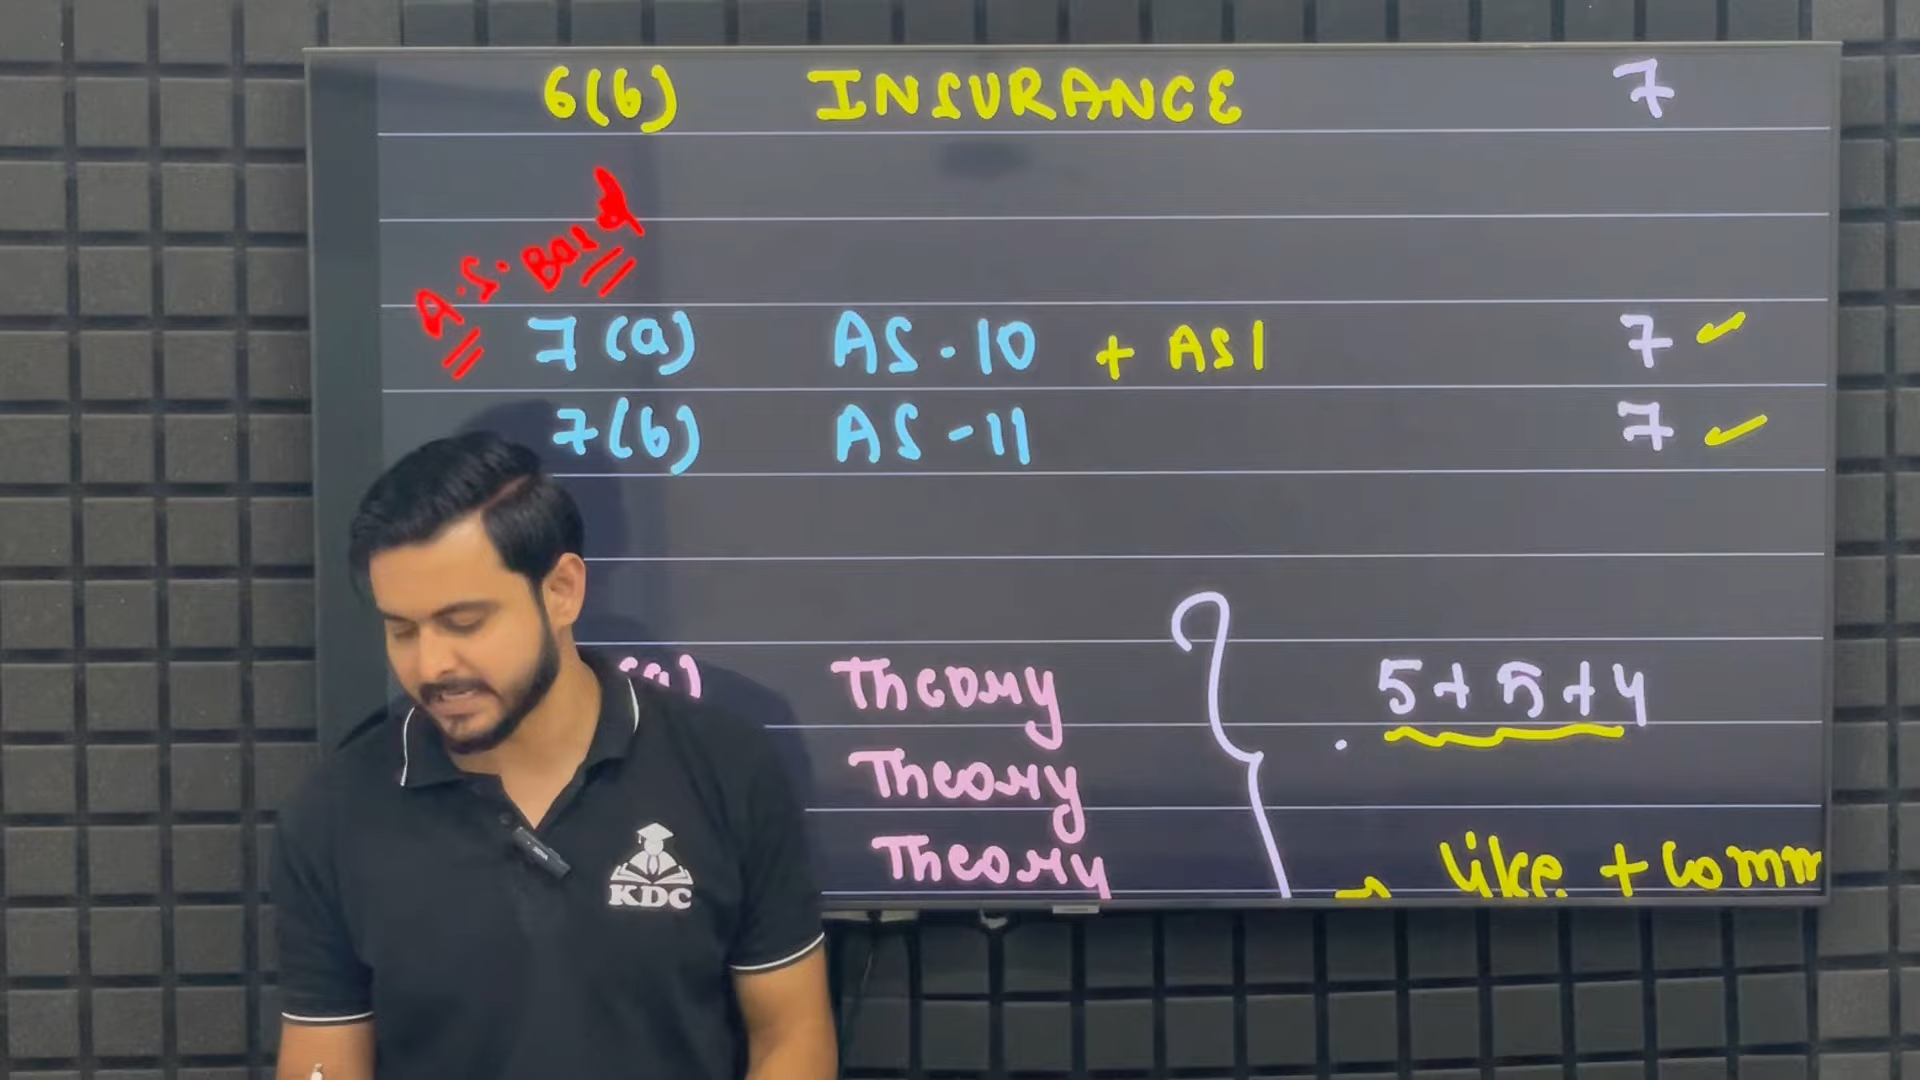 6(b) INSURANCE 7
A.S. Based
7(a) AS-10 + AS1 7
7(b) AS-11 7
(a) Theory 5+5+4
Theory
Theory
Like + Comm
KDC